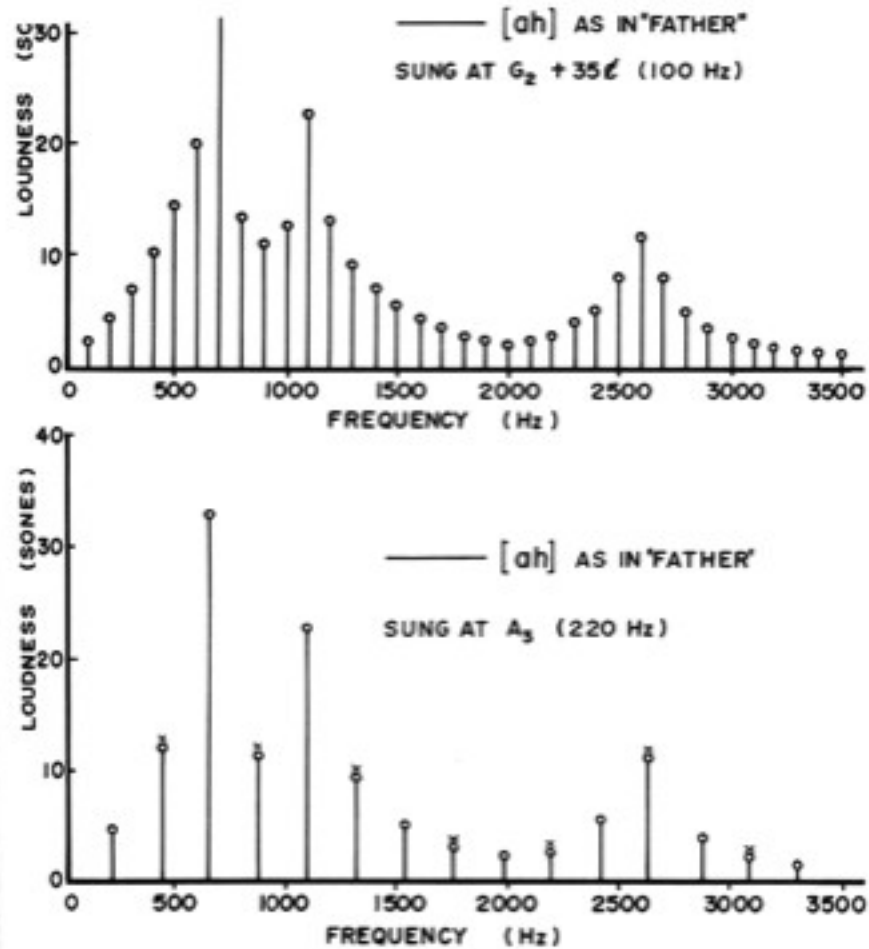 LOUDNESS (SC
30
20
10
0
[ah] AS IN "FATHER"
SUNG AT G2 +35¢ (100 Hz)
0 500 1000 1500 2000 2500 3000 3500
FREQUENCY (Hz)
LOUDNESS (SONES)
40
30
20
10
0
[ah] AS IN "FATHER"
SUNG AT A3 (220 Hz)
0 500 1000 1500 2000 2500 3000 3500
FREQUENCY (Hz)